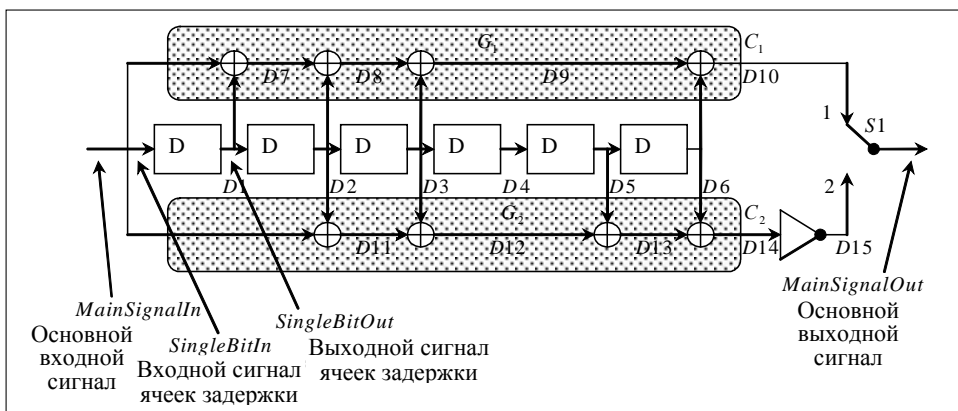 G₁
C₁
D7
D8
D9
D10
1
S1
D
D
D
D
D
D
D1
D2
D3
D4
D5
D6
2
G₂
C₂
D11
D12
D13
D14
D15
MainSignalIn
Основной
входной
сигнал
SingleBitIn
Входной сигнал
ячеек задержки
SingleBitOut
Выходной сигнал
ячеек задержки
MainSignalOut
Основной
выходной
сигнал